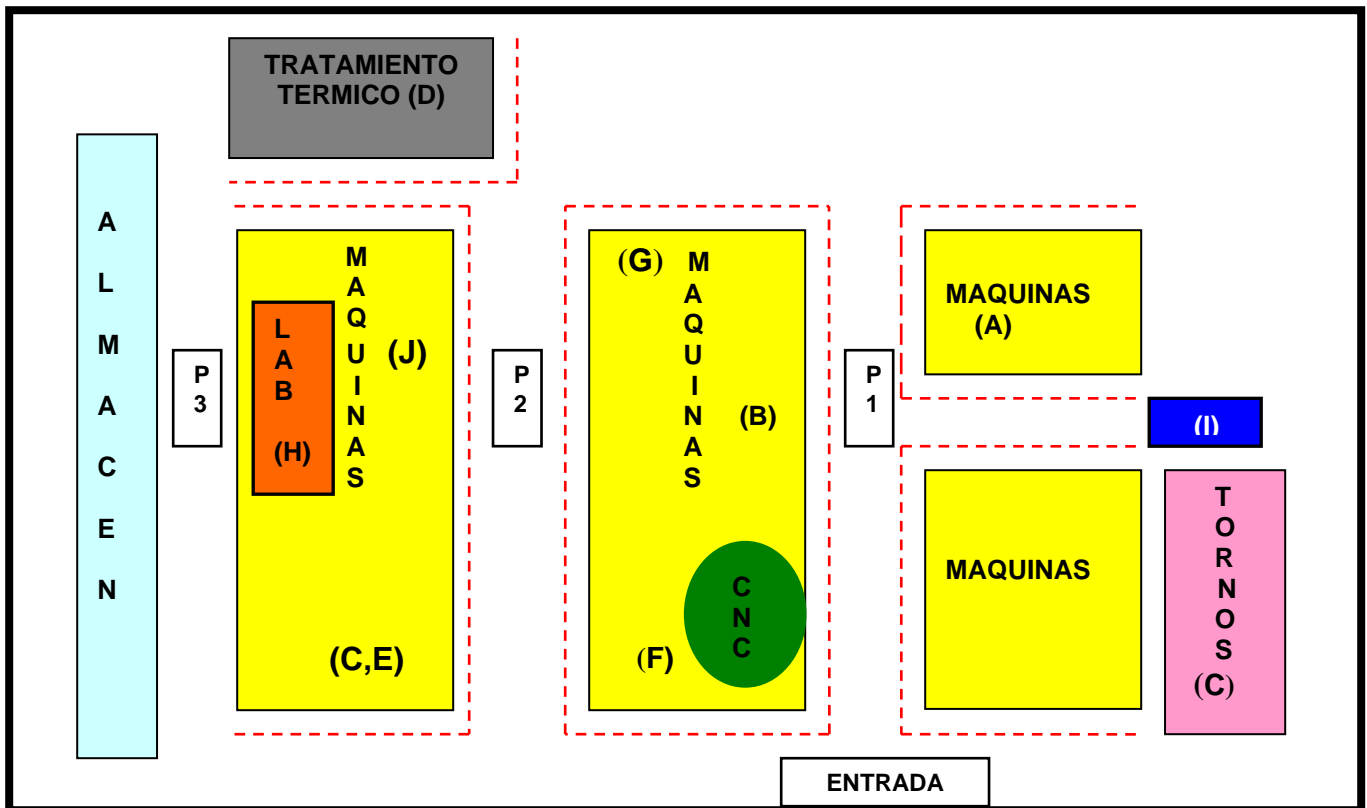 TRATAMIENTO
TERMICO (D)
ALMACEN
P3
LAB
(H)
MAQUINAS
(J)
(C,E)
P2
(G)
MAQUINAS
(B)
CNC
(F)
P1
MAQUINAS
(A)
(I)
MAQUINAS
TORNOS
(C)
ENTRADA